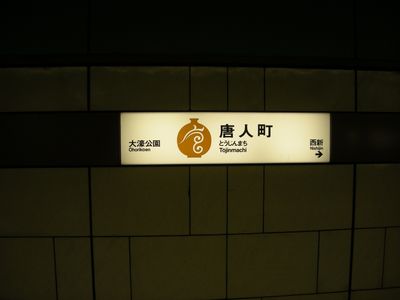 大濠公園
Ohorikoen
唐人町
とうじんまち
Tojinmachi
西新
Nishijin